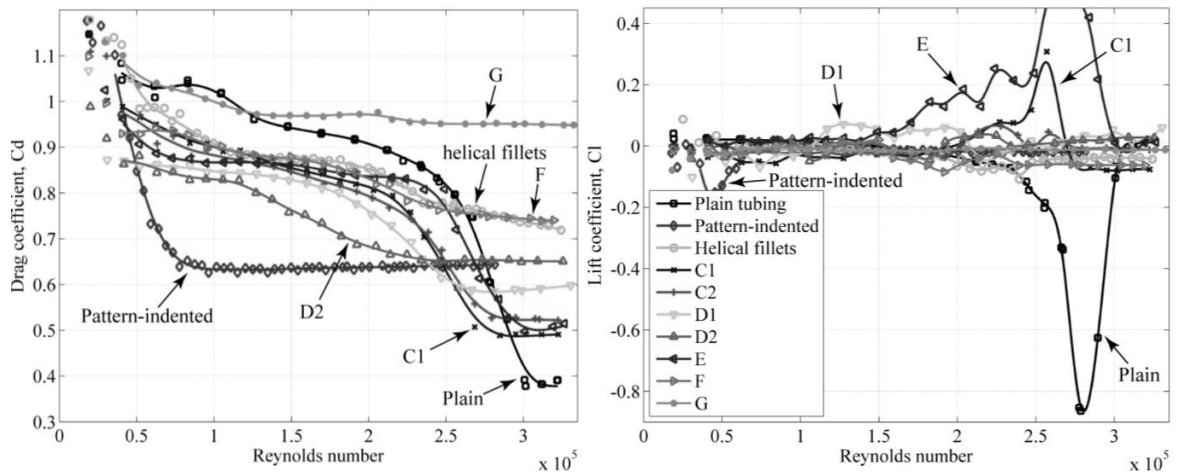 Drag coefficient, Cd
1.1
1
0.9
0.8
0.7
0.6
0.5
0.4
0.3
G
helical fillets
F
Pattern-indented
D2
C1
Plain
0 0.5 1 1.5 2 2.5 3
Reynolds number
x 10⁵
Lift coefficient, Cl
0.4
0.2
0
-0.2
-0.4
-0.6
-0.8
E
C1
D1
Pattern-indented
Plain
Plain tubing
Pattern-indented
Helical fillets
C1
C2
D1
D2
E
F
G
0 0.5 1 1.5 2 2.5 3
Reynolds number
x 10⁵